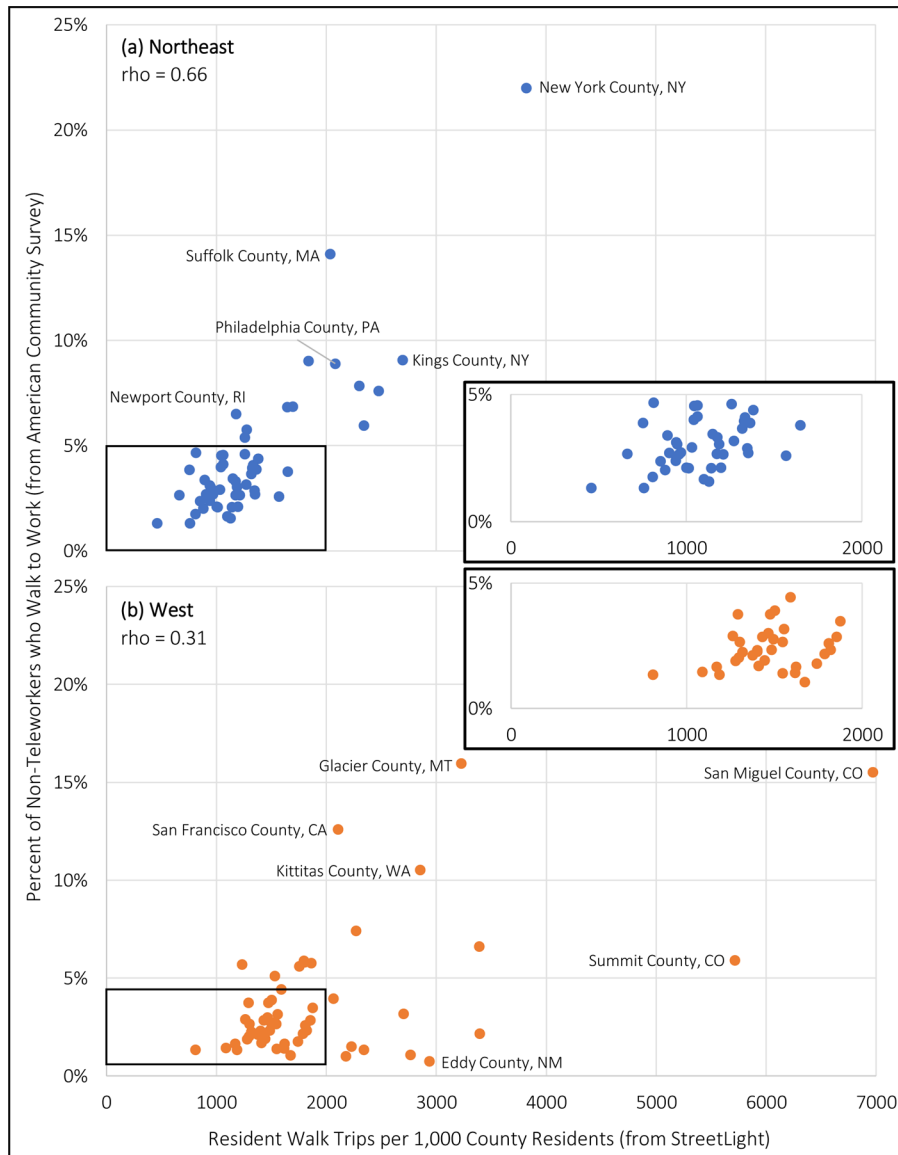 25%
(a) Northeast
rho = 0.66
New York County, NY
20%
15%
Suffolk County, MA
Philadelphia County, PA
10%
Kings County, NY
Newport County, RI
5%
5%
0%
0 1000 2000
0%
25%
(b) West
rho = 0.31
5%
20%
0%
0 1000 2000
Glacier County, MT
San Miguel County, CO
15%
San Francisco County, CA
Kittitas County, WA
10%
Summit County, CO
5%
Eddy County, NM
0%
0 1000 2000 3000 4000 5000 6000 7000
Resident Walk Trips per 1,000 County Residents (from StreetLight)
Percent of Non-Teleworkers who Walk to Work (from American Community Survey)